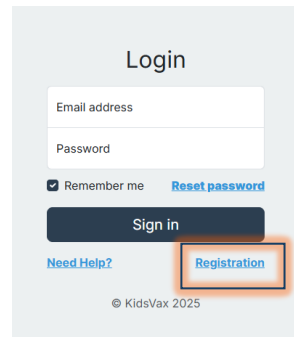 Login
Email address
Password
Remember me Reset password
Sign in
Need Help? Registration
© KidsVax 2025